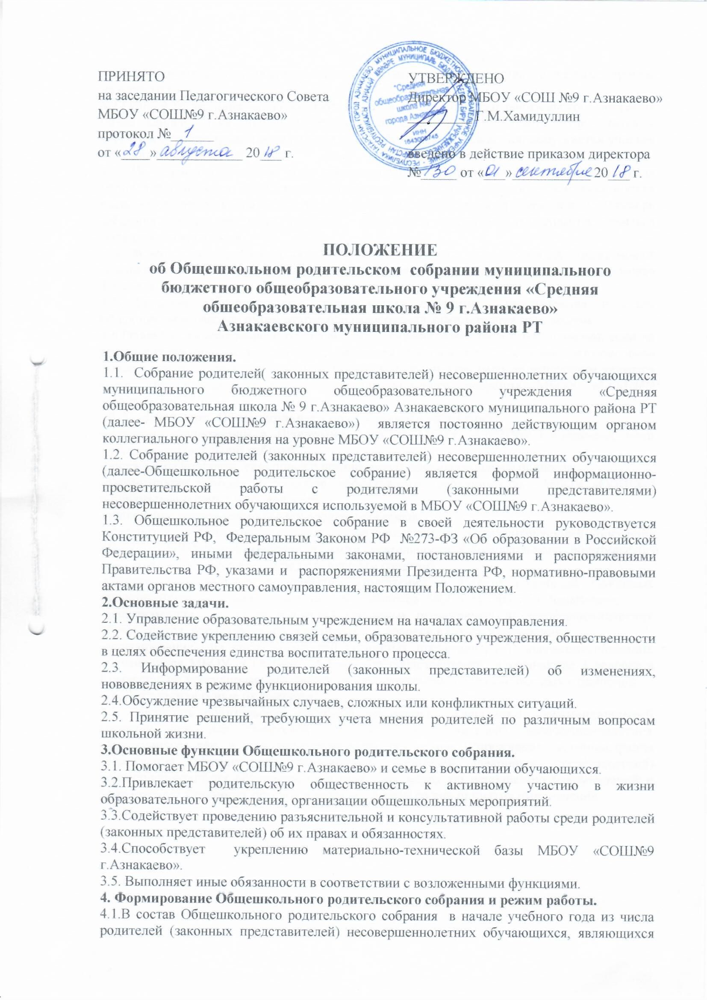 ПРИНЯТО
на заседании Педагогического Совета
МБОУ «СОШ№9 г.Азнакаево»
протокол №___1___
от «28» августа 2018 г.
УТВЕРЖДЕНО
Директор МБОУ «СОШ №9 г.Азнакаево»
__________Г.М.Хамидуллин
введено в действие приказом директора
№ 130 от «01» сентября 2018 г.
"Средняя
общеобразовательная
школа №9
города Азнакаево"
ИНН
ПОЛОЖЕНИЕ
об Общешкольном родительском собрании муниципального
бюджетного общеобразовательного учреждения «Средняя
обшеобразовательная школа № 9 г.Азнакаево»
Азнакаевского муниципального района РТ
1.Общие положения.
1.1. Собрание родителей( законных представителей) несовершеннолетних обучающихся
муниципального бюджетного общеобразовательного учреждения «Средняя
общеобразовательная школа № 9 г.Азнакаево» Азнакаевского муниципального района РТ
(далее- МБОУ «СОШ№9 г.Азнакаево») является постоянно действующим органом
коллегиального управления на уровне МБОУ «СОШ№9 г.Азнакаево».
1.2. Собрание родителей (законных представителей) несовершеннолетних обучающихся
(далее-Общешкольное родительское собрание) является формой информационно-
просветительской работы с родителями (законными представителями)
несовершеннолетних обучающихся используемой в МБОУ «СОШ№9 г.Азнакаево».
1.3. Общешкольное родительское собрание в своей деятельности руководствуется
Конституцией РФ, Федеральным Законом РФ №273-ФЗ «Об образовании в Российской
Федерации», иными федеральными законами, постановлениями и распоряжениями
Правительства РФ, указами и распоряжениями Президента РФ, нормативно-правовыми
актами органов местного самоуправления, настоящим Положением.
2.Основные задачи.
2.1. Управление образовательным учреждением на началах самоуправления.
2.2. Содействие укреплению связей семьи, образовательного учреждения, общественности
в целях обеспечения единства воспитательного процесса.
2.3. Информирование родителей (законных представителей) об изменениях,
нововведениях в режиме функционирования школы.
2.4.Обсуждение чрезвычайных случаев, сложных или конфликтных ситуаций.
2.5. Принятие решений, требующих учета мнения родителей по различным вопросам
школьной жизни.
3.Основные функции Общешкольного родительского собрания.
3.1. Помогает МБОУ «СОШ№9 г.Азнакаево» и семье в воспитании обучающихся.
3.2.Привлекает родительскую общественность к активному участию в жизни
образовательного учреждения, организации общешкольных мероприятий.
3.3.Содействует проведению разъяснительной и консультативной работы среди родителей
(законных представителей) об их правах и обязанностях.
3.4.Способствует укреплению материально-технической базы МБОУ «СОШ№9
г.Азнакаево».
3.5. Выполняет иные обязанности в соответствии с возложенными функциями.
4. Формирование Общешкольного родительского собрания и режим работы.
4.1.В состав Общешкольного родительского собрания в начале учебного года из числа
родителей (законных представителей) несовершеннолетних обучающихся, являющихся